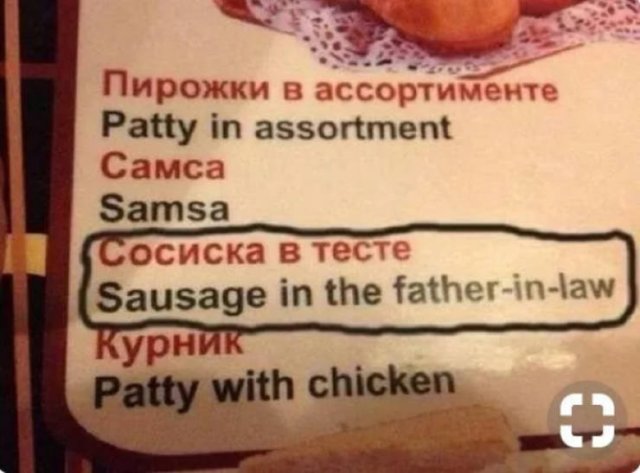 Пирожки в ассортименте
Patty in assortment
Самса
Samsa
Сосиска в тесте
Sausage in the father-in-law
Курник
Patty with chicken